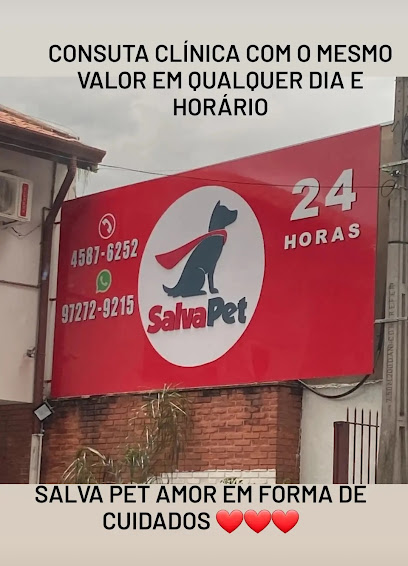 CONSUTA CLÍNICA COM O MESMO
VALOR EM QUALQUER DIA E
HORÁRIO
24
HORAS
4587-6252
97272-9215
SalvaPet
SALVA PET AMOR EM FORMA DE
CUIDADOS ❤️❤️❤️